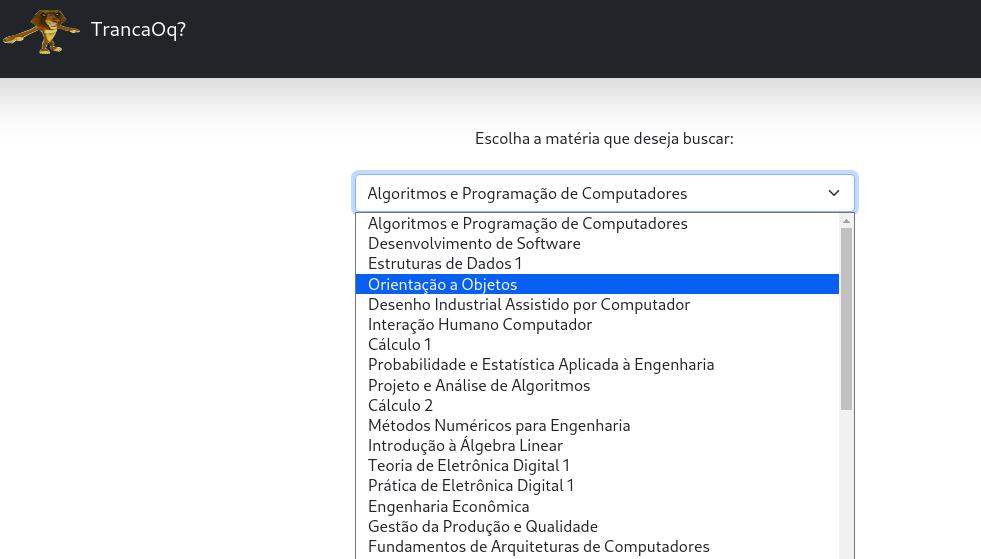 TrancaOq?
Escolha a matéria que deseja buscar:
Algoritmos e Programação de Computadores
Algoritmos e Programação de Computadores
Desenvolvimento de Software
Estruturas de Dados 1
Orientação a Objetos
Desenho Industrial Assistido por Computador
Interação Humano Computador
Cálculo 1
Probabilidade e Estatística Aplicada à Engenharia
Projeto e Análise de Algoritmos
Cálculo 2
Métodos Numéricos para Engenharia
Introdução à Álgebra Linear
Teoria de Eletrônica Digital 1
Prática de Eletrônica Digital 1
Engenharia Econômica
Gestão da Produção e Qualidade
Fundamentos de Arquiteturas de Computadores